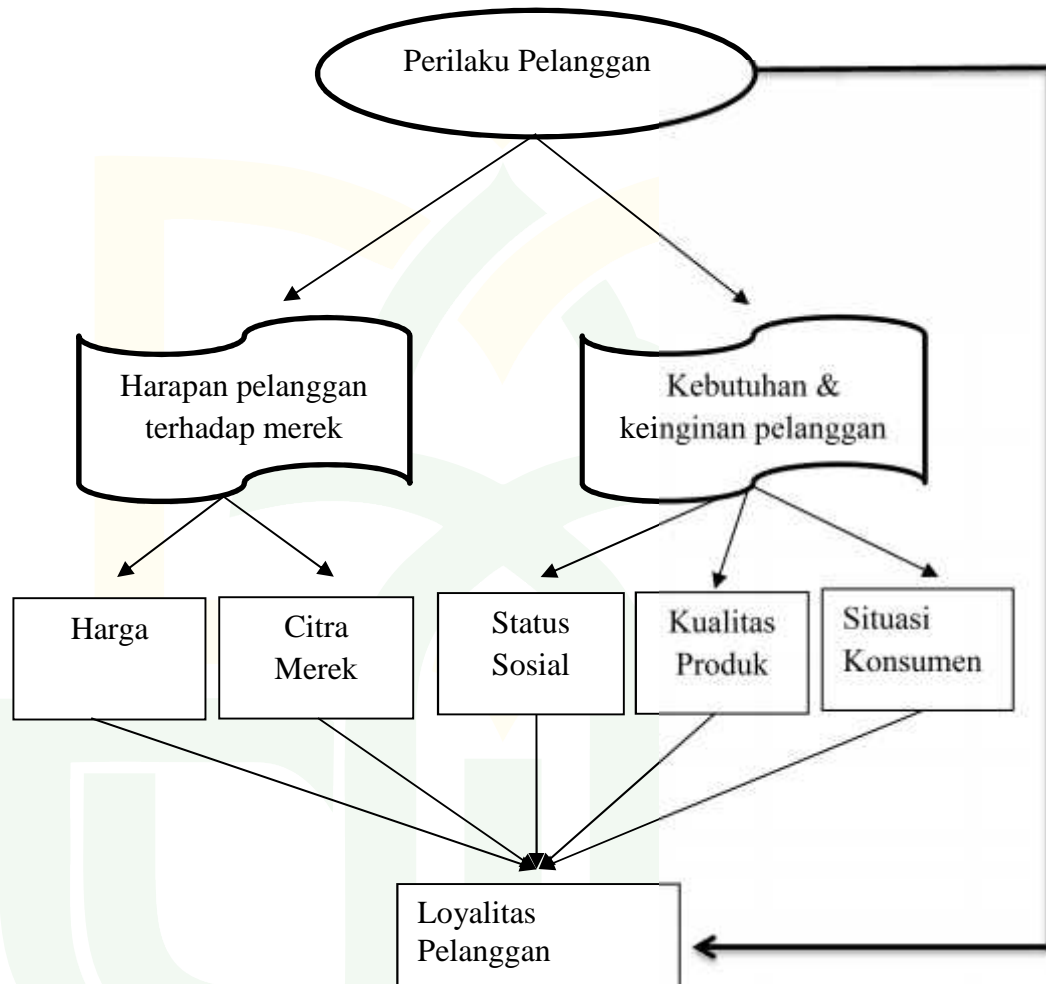 Perilaku Pelanggan
Harapan pelanggan
terhadap merek
Kebutuhan &
keinginan pelanggan
Harga
Citra
Merek
Status
Sosial
Kualitas
Produk
Situasi
Konsumen
Loyalitas
Pelanggan